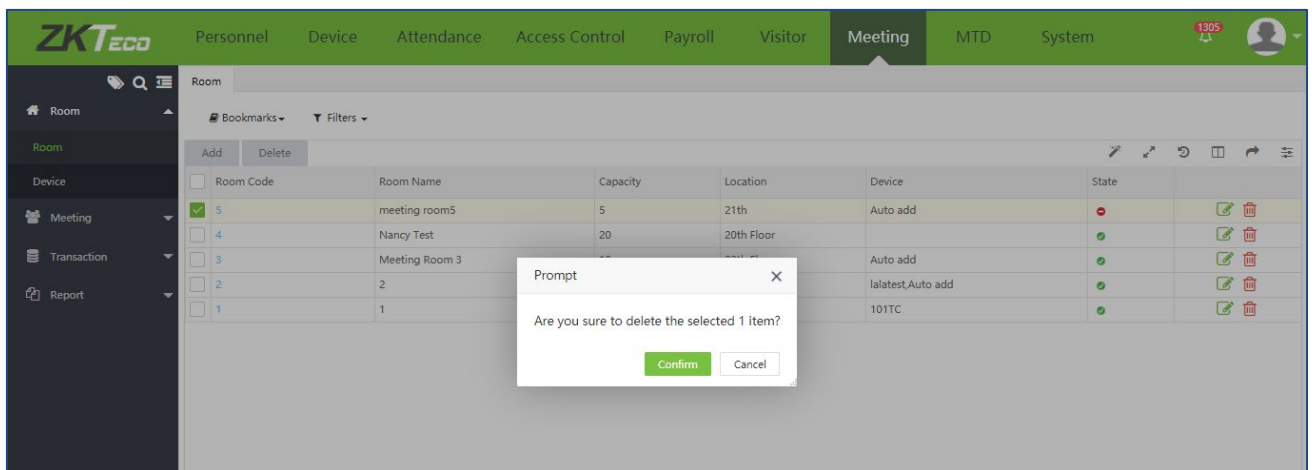 ZKTECO Personnel Device Attendance Access Control Payroll Visitor Meeting MTD System 1305
Room
Room
Bookmarks Filters
Room
Add Delete
Device
Room Code Room Name Capacity Location Device State
5 meeting room5 5 21th Auto add
Meeting
4 Nancy Test 20 20th Floor
Transaction
3 Meeting Room 3 Auto add
Prompt
2 2 lalatest,Auto add
Report
1 1 101TC
Are you sure to delete the selected 1 item?
Confirm Cancel